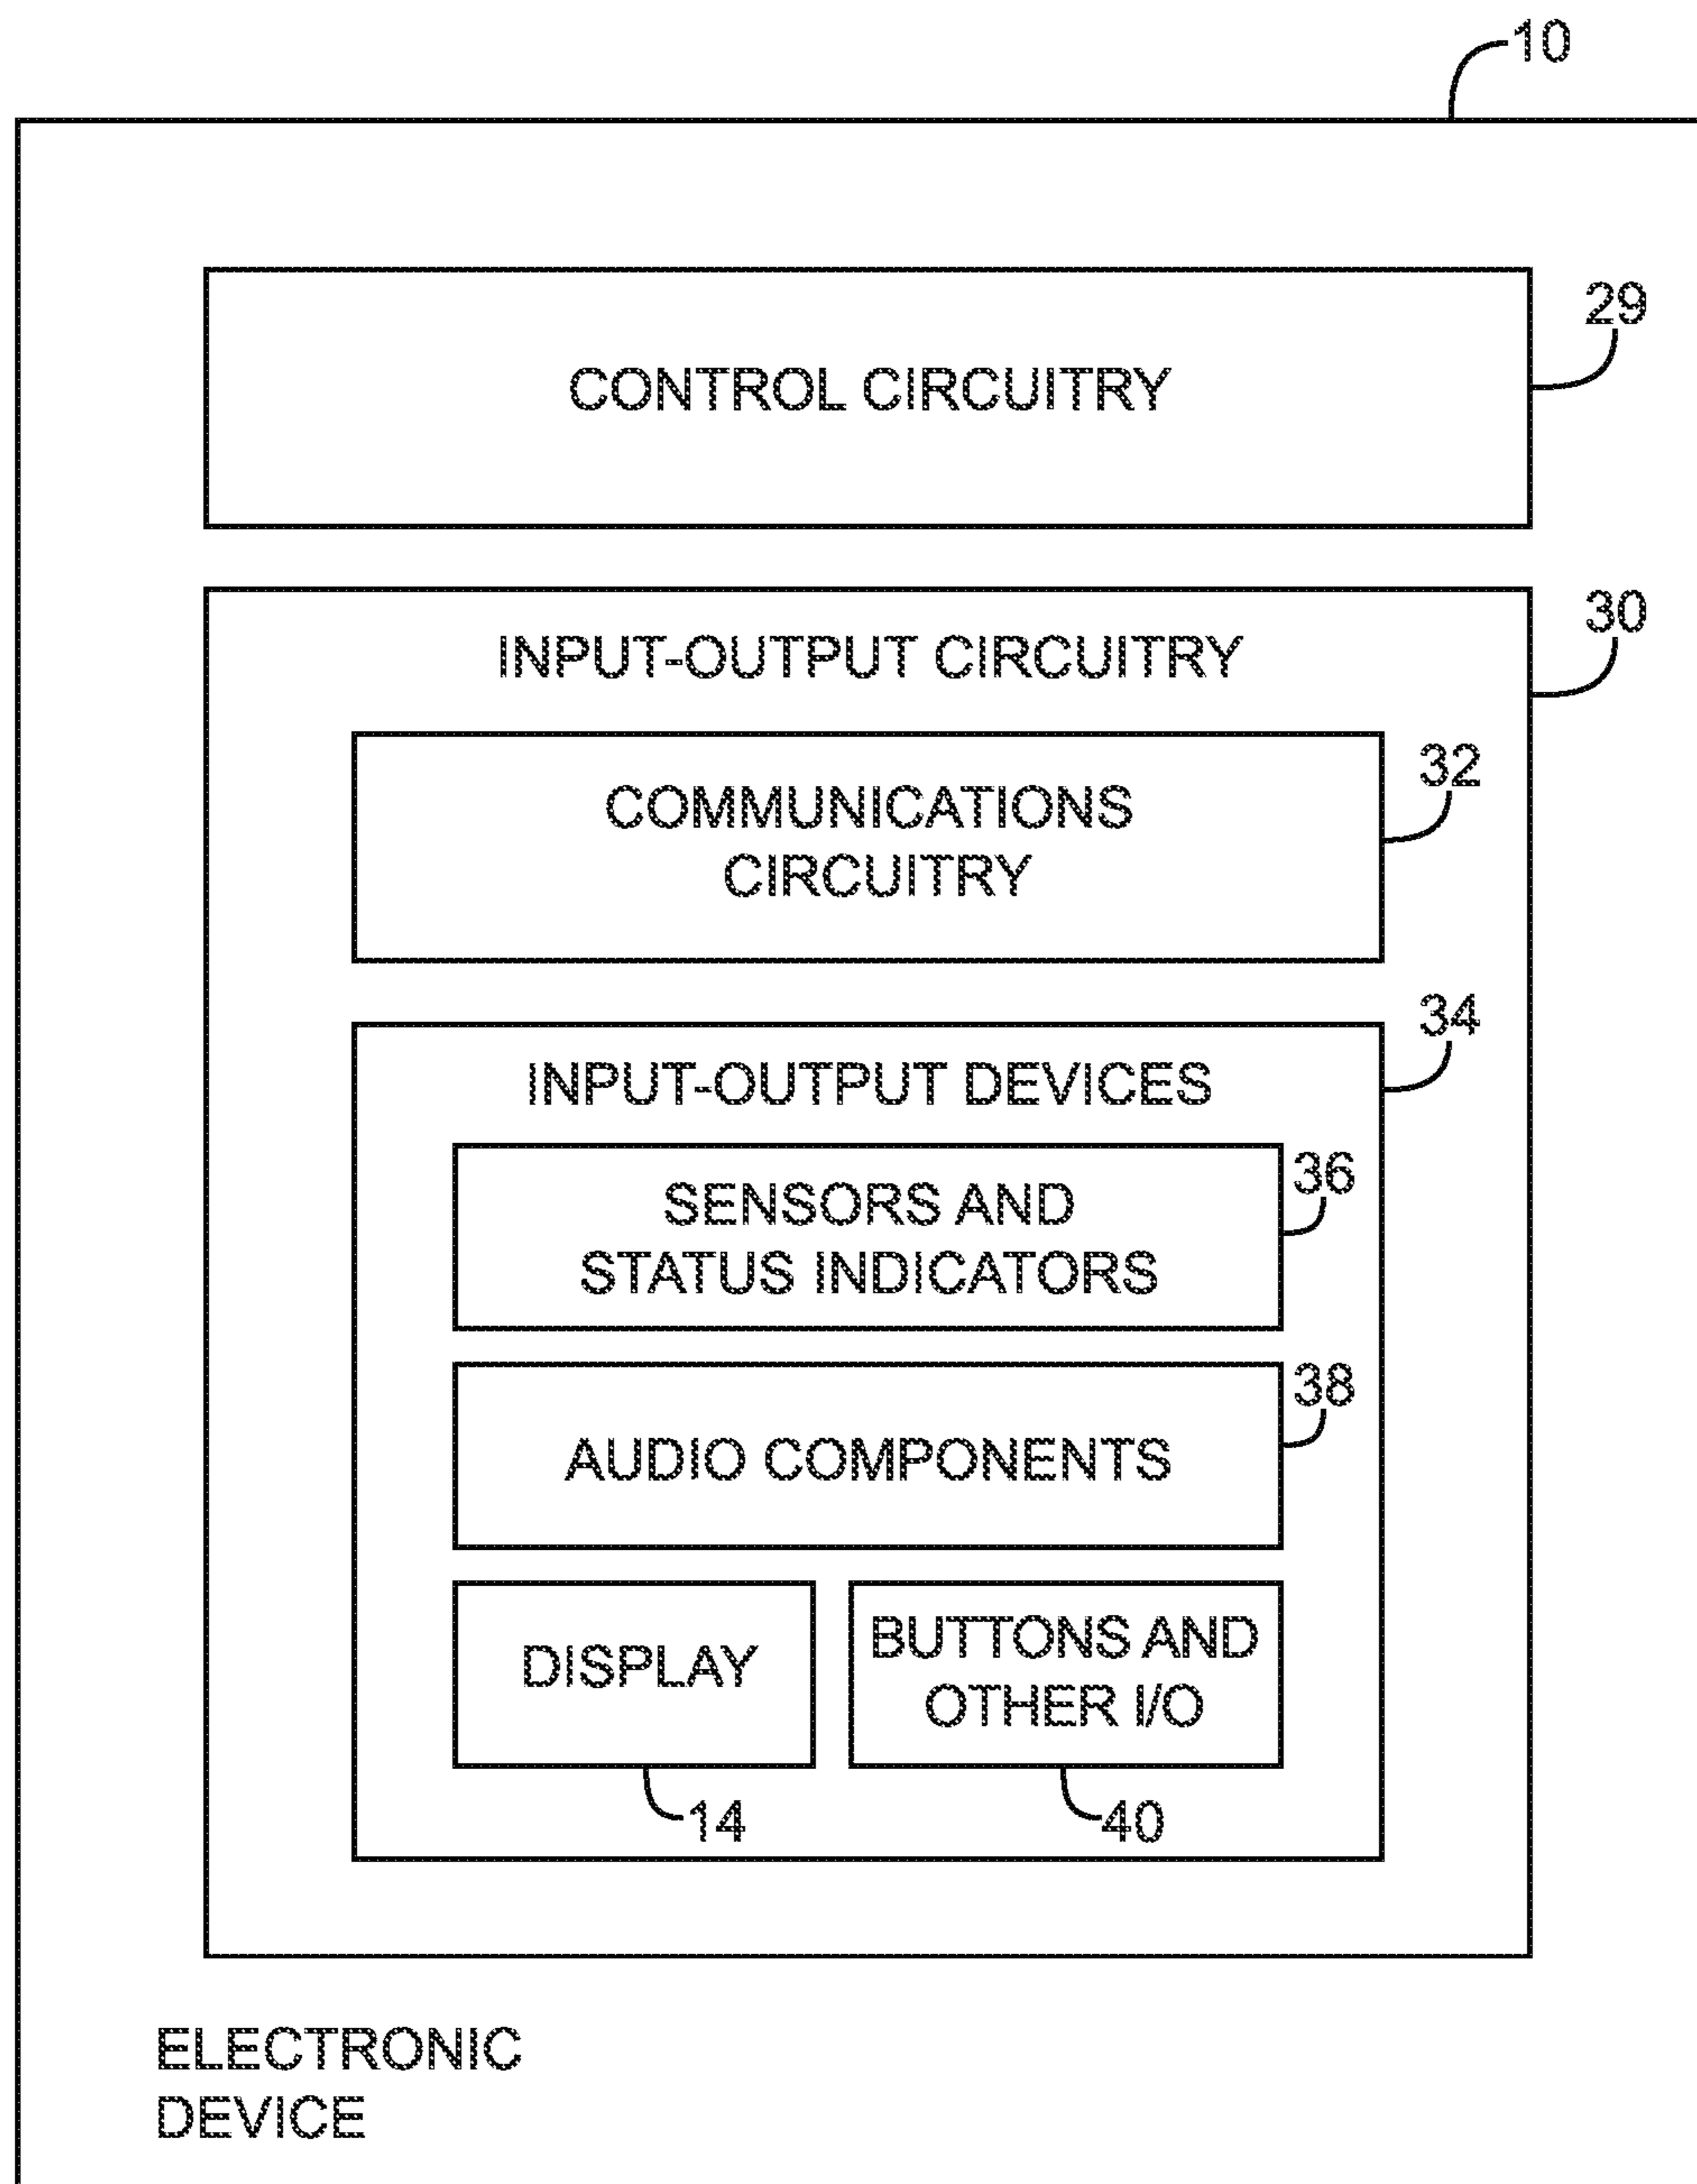 10
CONTROL CIRCUITRY
29
INPUT-OUTPUT CIRCUITRY
30
COMMUNICATIONS
CIRCUITRY
32
INPUT-OUTPUT DEVICES
34
SENSORS AND
STATUS INDICATORS
36
AUDIO COMPONENTS
38
DISPLAY
14
BUTTONS AND
OTHER I/O
40
ELECTRONIC
DEVICE